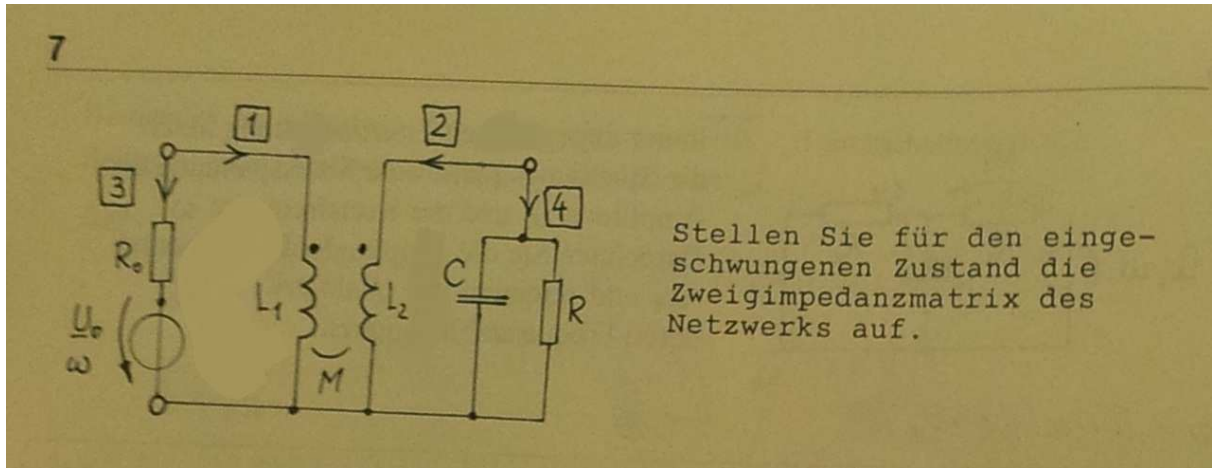 7
1
2
3
4
R₀
U₀
ω
L₁
L₂
M
C
R
Stellen Sie für den einge-
schwungenen Zustand die
Zweigimpedanzmatrix des
Netzwerks auf.